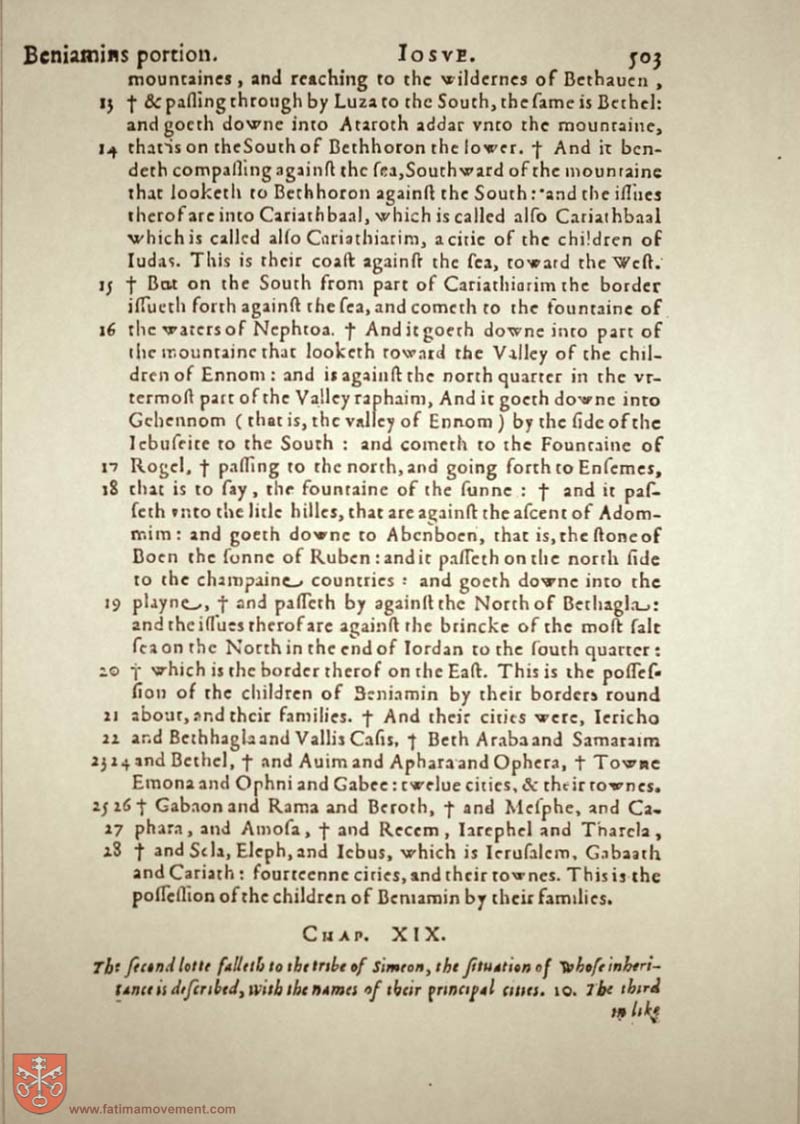 Beniamins portion. IOSVE. 503
mountaines, and reaching to the wildernes of Bethauen,
13 † & paſſing through by Luza to the South, the ſame is Bethel:
and goeth downe into Ataroth addar vnto the mountaine,
14 that is on the South of Bethhoron the lower. † And it ben-
deth compaſſing againſt the ſea, Southward of the mountaine
that looketh to Bethhoron againſt the South: and the iſſues
therof are into Cariathbaal, which is called alſo Cariathbaal
which is called alſo Cariathiarim, a citie of the children of
Iudas. This is their coaſt againſt the ſea, toward the Weſt.
15 † But on the South from part of Cariathiarim the border
iſſueth forth againſt the ſea, and cometh to the fountaine of
16 the waters of Nephtoa. † And it goeth downe into part of
the mountaine that looketh toward the Valley of the chil-
dren of Ennom: and is againſt the north quarter in the vt-
termoſt part of the Valley raphaim, And it goeth downe into
Gehennom (that is, the valley of Ennom) by the ſide of the
Iebuſeite to the South: and cometh to the Fountaine of
17 Rogel, † paſſing to the north, and going forth to Enſemes,
18 that is to ſay, the fountaine of the ſunne: † and it paſ-
ſeth vnto the litle hilles, that are againſt the aſcent of Adom-
mim: and goeth downe to Abenboen, that is, the ſtone of
Boen the ſonne of Ruben: and it paſſeth on the north ſide
to the champaine countries: and goeth downe into the
19 playne, † and paſſeth by againſt the North of Bethagla:
and the iſſues therof are againſt the brincke of the moſt ſalt
ſea on the North in the end of Iordan to the ſouth quarter:
20 † which is the border therof on the Eaſt. This is the poſſeſ-
ſion of the children of Beniamin by their borders round
21 about, and their families. † And their cities were, Iericho
22 and Bethhagla and Vallis Caſis, † Beth Araba and Samaraim
23 24 and Bethel, † and Auim and Aphara and Ophera, † Towne
Emona and Ophni and Gabee: twelue cities, & their townes.
25 26 † Gabaon and Rama and Beroth, † and Meſphe, and Ca-
27 phara, and Amoſa, † and Recem, Iarephel and Tharela,
28 † and Sela, Eleph, and Iebus, which is Ieruſalem, Gabaath
and Cariath: fourteenne cities, and their townes. This is the
poſſeſſion of the children of Beniamin by their families.
CHAP. XIX.
The ſecond lotte falleth to the tribe of Simeon, the ſituation of whoſe inheri-
tance is deſcribed, with the names of their principal cities. 10. The third
in like
www.fatimamovement.com